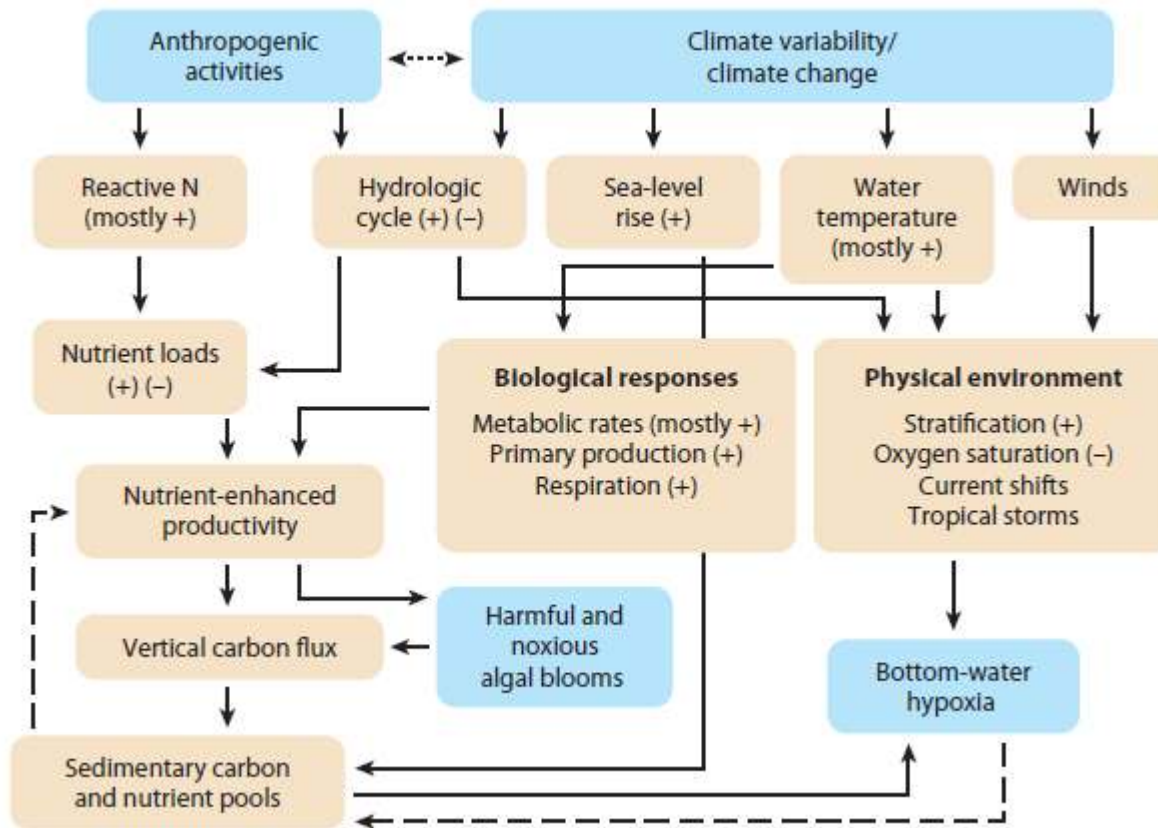 Anthropogenic
activities
Climate variability/
climate change
Reactive N
(mostly +)
Hydrologic
cycle (+) (–)
Sea-level
rise (+)
Water
temperature
(mostly +)
Winds
Nutrient loads
(+) (–)
Biological responses
Metabolic rates (mostly +)
Primary production (+)
Respiration (+)
Physical environment
Stratification (+)
Oxygen saturation (–)
Current shifts
Tropical storms
Nutrient-enhanced
productivity
Vertical carbon flux
Harmful and
noxious
algal blooms
Bottom-water
hypoxia
Sedimentary carbon
and nutrient pools